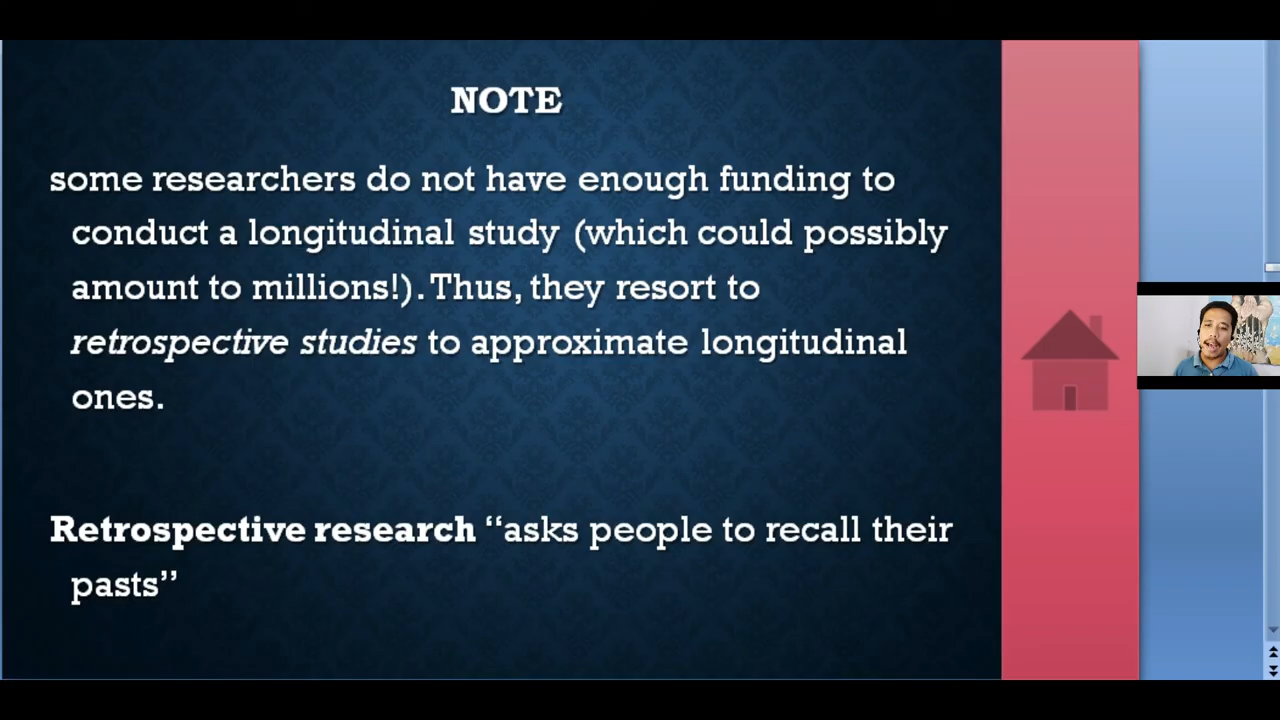 NOTE
some researchers do not have enough funding to
conduct a longitudinal study (which could possibly
amount to millions!). Thus, they resort to
retrospective studies to approximate longitudinal
ones.
Retrospective research “asks people to recall their
pasts”